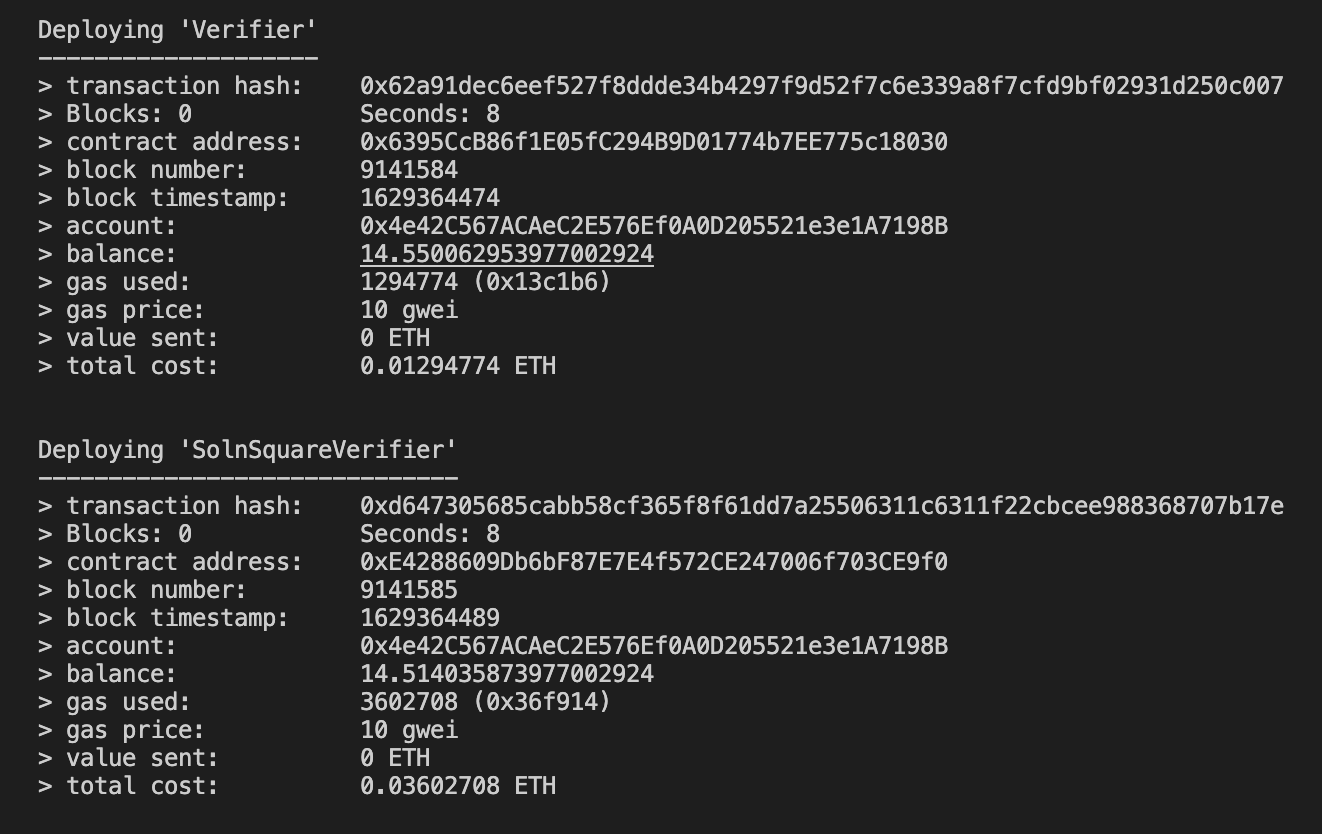 Deploying 'Verifier'
--------------------
> transaction hash:    0x62a91dec6eef527f8ddde34b4297f9d52f7c6e339a8f7cfd9bf02931d250c007
> Blocks: 0            Seconds: 8
> contract address:    0x6395CcB86f1E05fC294B9D01774b7EE775c18030
> block number:        9141584
> block timestamp:     1629364474
> account:             0x4e42C567ACAeC2E576Ef0A0D205521e3e1A7198B
> balance:             14.550062953977002924
> gas used:            1294774 (0x13c1b6)
> gas price:           10 gwei
> value sent:          0 ETH
> total cost:          0.01294774 ETH

Deploying 'SolnSquareVerifier'
------------------------------
> transaction hash:    0xd647305685cabb58cf365f8f61dd7a25506311c6311f22cbcee988368707b17e
> Blocks: 0            Seconds: 8
> contract address:    0xE4288609Db6bF87E7E4f572CE247006f703CE9f0
> block number:        9141585
> block timestamp:     1629364489
> account:             0x4e42C567ACAeC2E576Ef0A0D205521e3e1A7198B
> balance:             14.514035873977002924
> gas used:            3602708 (0x36f914)
> gas price:           10 gwei
> value sent:          0 ETH
> total cost:          0.03602708 ETH